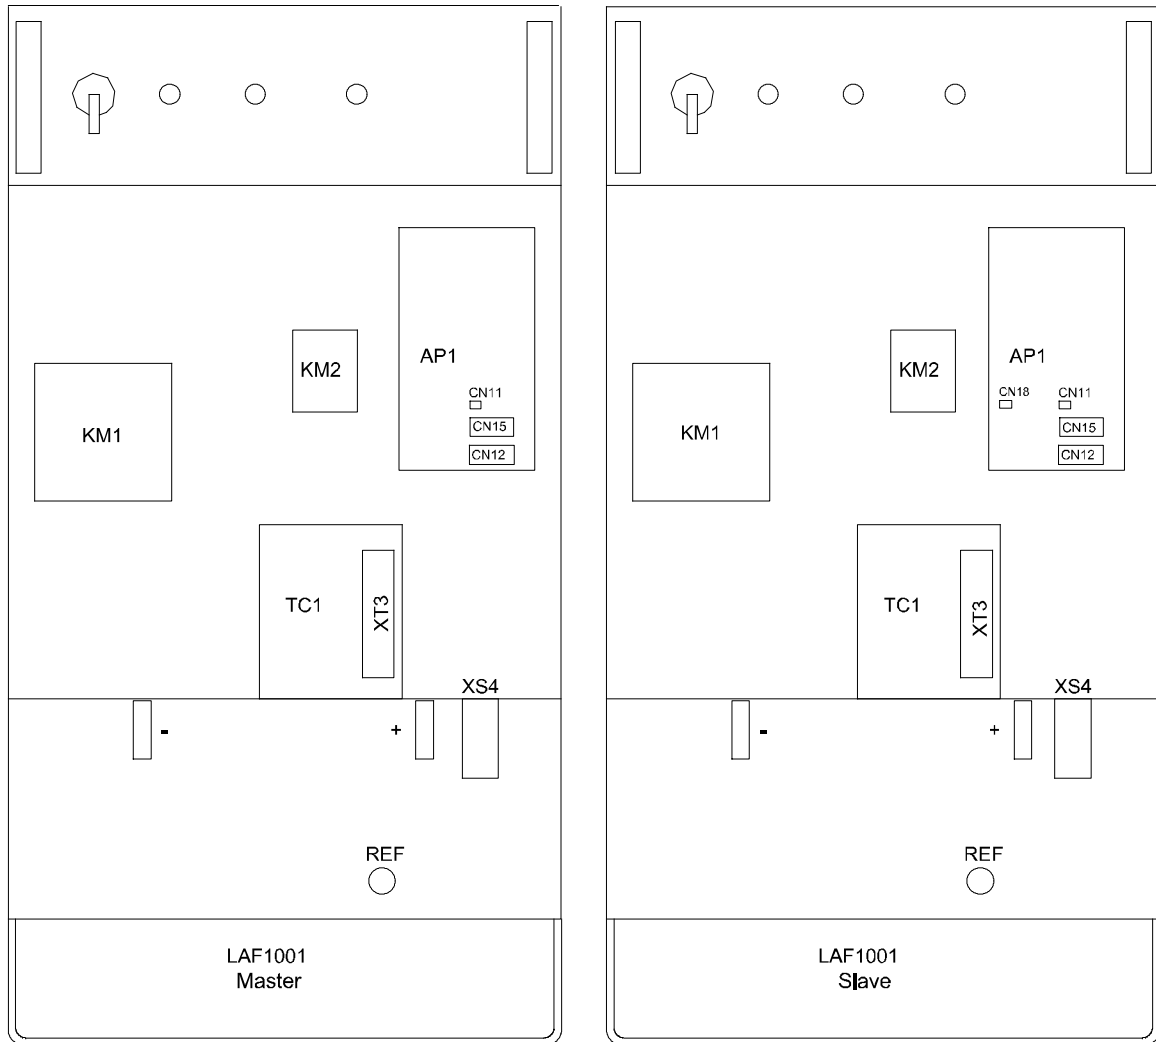 KM1
KM2
AP1
CN11
CN15
CN12
TC1
XT3
XS4
-
+
REF
LAF1001
Master
KM1
KM2
AP1
CN18
CN11
CN15
CN12
TC1
XT3
XS4
-
+
REF
LAF1001
Slave